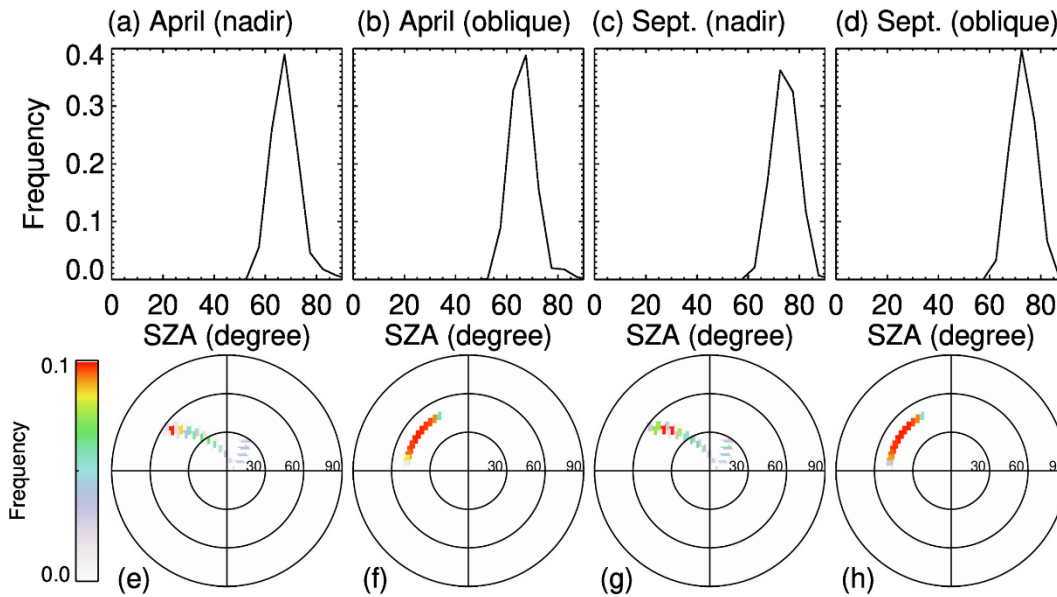 (a) April (nadir) (b) April (oblique) (c) Sept. (nadir) (d) Sept. (oblique)
0.4
0.3
0.2
0.1
0.0
Frequency
0 20 40 60 80 0 20 40 60 80 0 20 40 60 80 0 20 40 60 80
SZA (degree) SZA (degree) SZA (degree) SZA (degree)
0.1
Frequency
0.0
30 60 90 30 60 90 30 60 90 30 60 90
(e) (f) (g) (h)